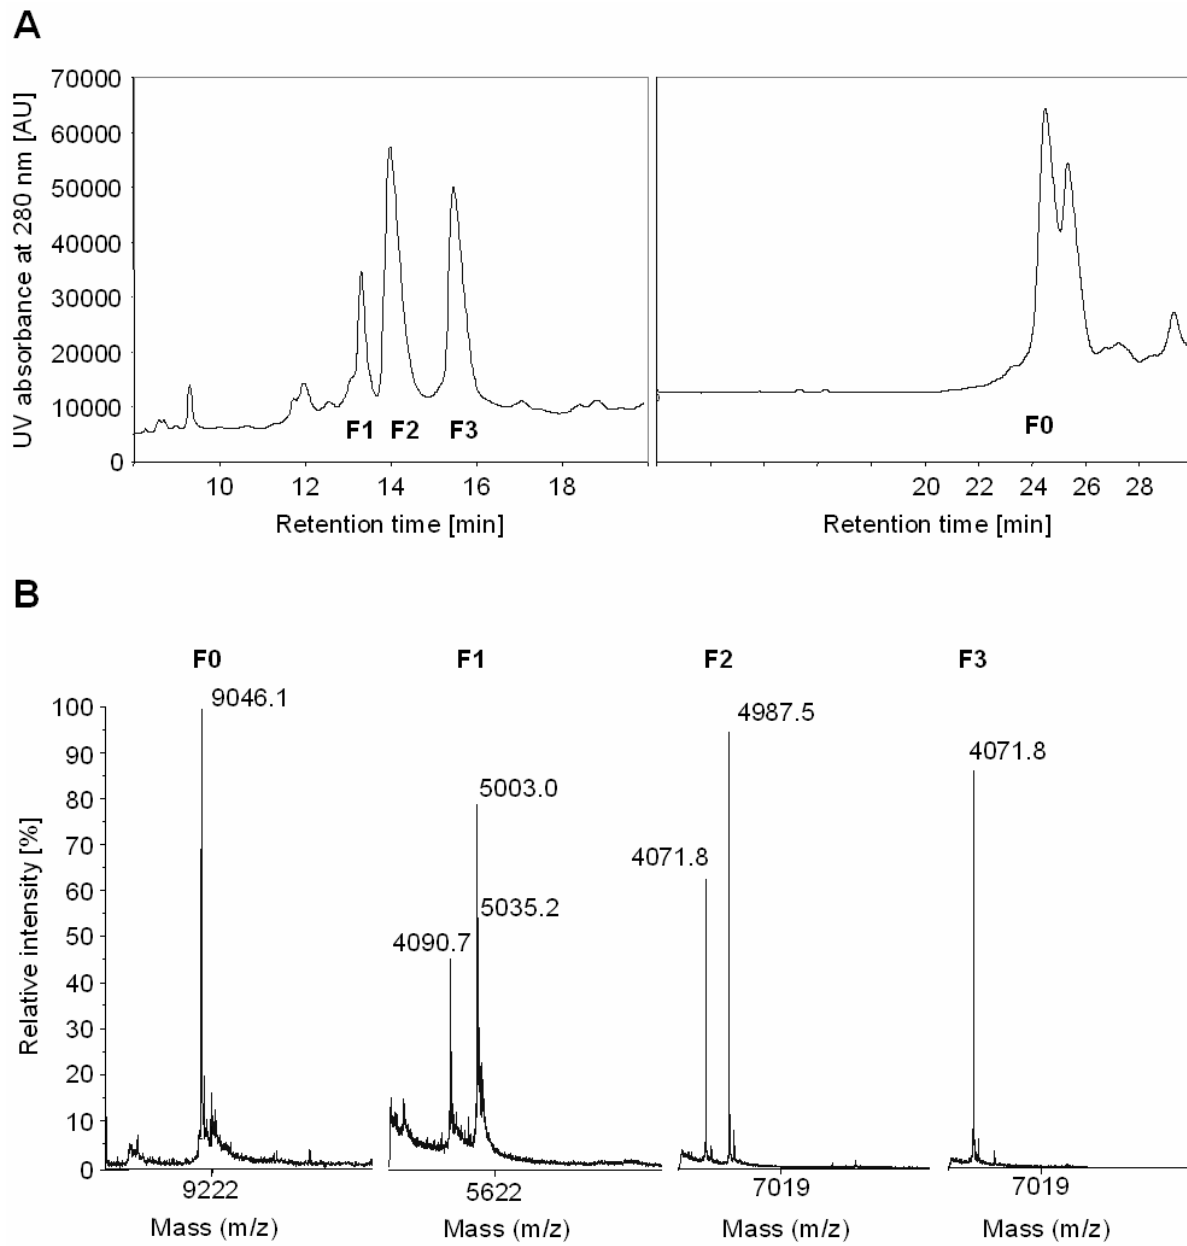 A
UV absorbance at 280 nm [AU]
70000
60000
50000
40000
30000
20000
10000
0
F1 F2 F3
10 12 14 16 18
Retention time [min]
F0
20 22 24 26 28
Retention time [min]
B
F0 F1 F2 F3
Relative intensity [%]
100
90
80
70
60
50
40
30
20
10
0
9046.1
9222
Mass (m/z)
5003.0
5035.2
4090.7
5622
Mass (m/z)
4987.5
4071.8
7019
Mass (m/z)
4071.8
7019
Mass (m/z)